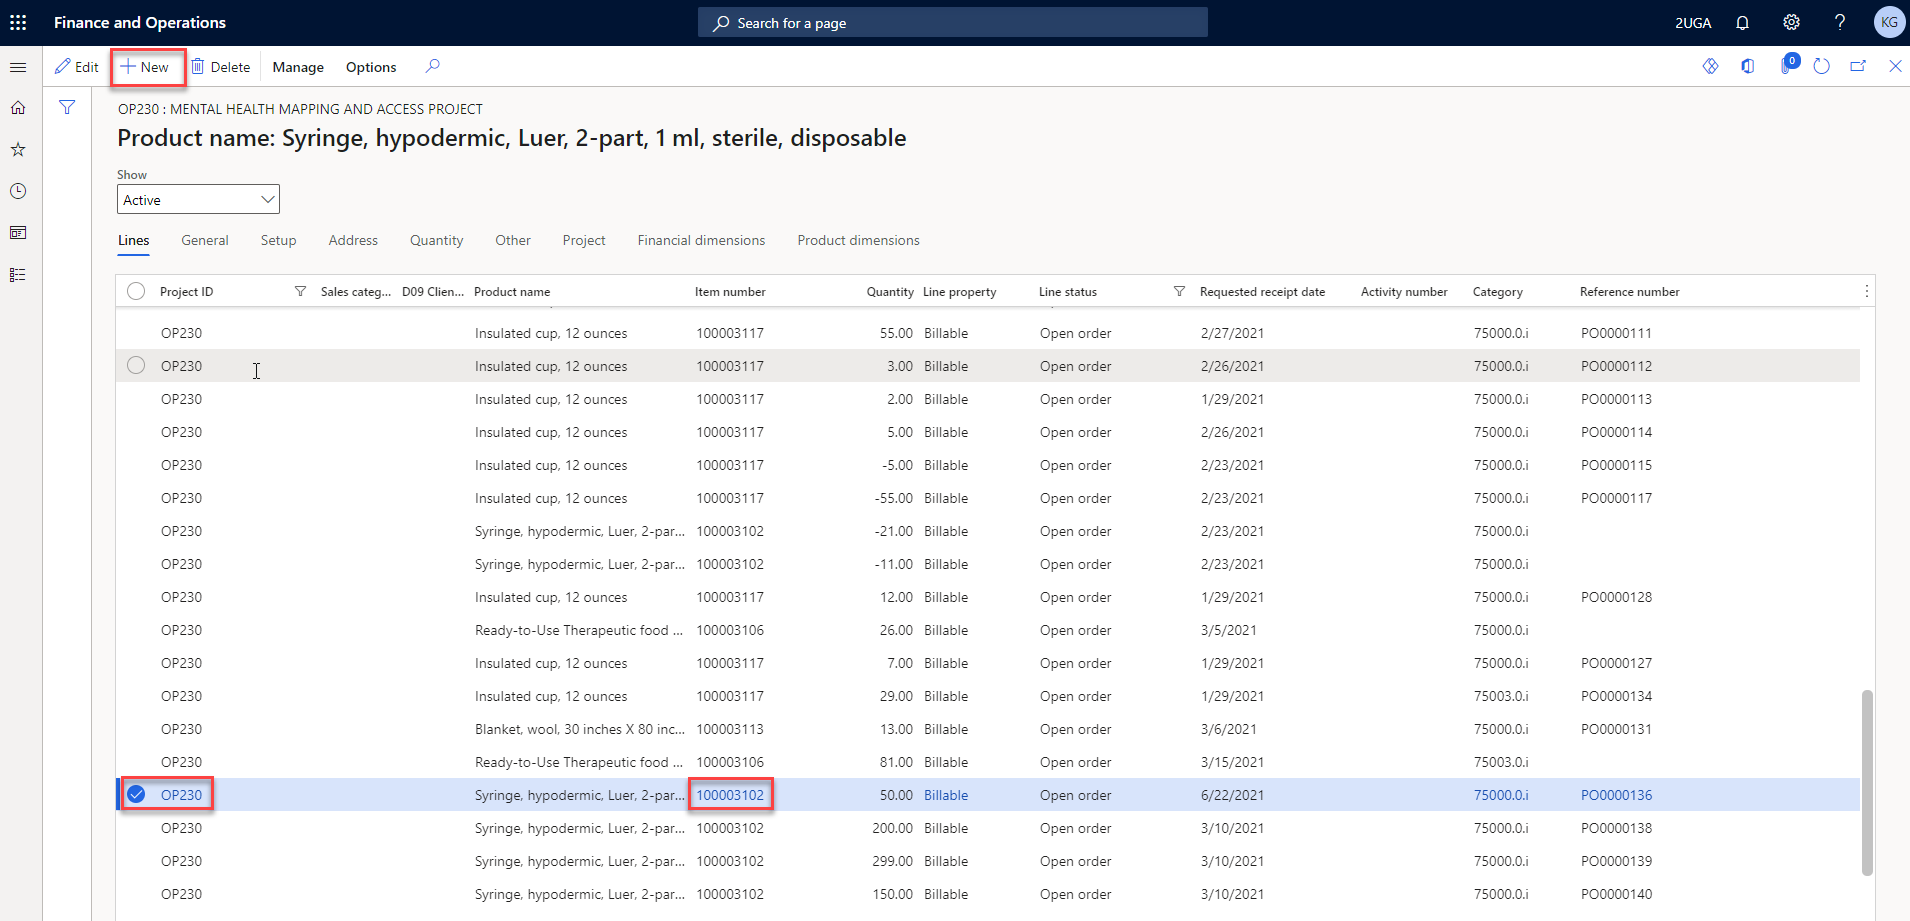 Finance and Operations
Search for a page
2UGA
KG
Edit
New
Delete
Manage
Options
0
OP230 : MENTAL HEALTH MAPPING AND ACCESS PROJECT
Product name: Syringe, hypodermic, Luer, 2-part, 1 ml, sterile, disposable
Show
Active
Lines General Setup Address Quantity Other Project Financial dimensions Product dimensions
Project ID Sales categ... D09 Clien... Product name Item number Quantity Line property Line status Requested receipt date Activity number Category Reference number
OP230 Insulated cup, 12 ounces 100003117 55.00 Billable Open order 2/27/2021 75000.0.i PO0000111
OP230 Insulated cup, 12 ounces 100003117 3.00 Billable Open order 2/26/2021 75000.0.i PO0000112
OP230 Insulated cup, 12 ounces 100003117 2.00 Billable Open order 1/29/2021 75000.0.i PO0000113
OP230 Insulated cup, 12 ounces 100003117 5.00 Billable Open order 2/26/2021 75000.0.i PO0000114
OP230 Insulated cup, 12 ounces 100003117 -5.00 Billable Open order 2/23/2021 75000.0.i PO0000115
OP230 Insulated cup, 12 ounces 100003117 -55.00 Billable Open order 2/23/2021 75000.0.i PO0000117
OP230 Syringe, hypodermic, Luer, 2-par... 100003102 -21.00 Billable Open order 2/23/2021 75000.0.i
OP230 Syringe, hypodermic, Luer, 2-par... 100003102 -11.00 Billable Open order 2/23/2021 75000.0.i
OP230 Insulated cup, 12 ounces 100003117 12.00 Billable Open order 1/29/2021 75000.0.i PO0000128
OP230 Ready-to-Use Therapeutic food ... 100003106 26.00 Billable Open order 3/5/2021 75000.0.i
OP230 Insulated cup, 12 ounces 100003117 7.00 Billable Open order 1/29/2021 75000.0.i PO0000127
OP230 Insulated cup, 12 ounces 100003117 29.00 Billable Open order 1/29/2021 75003.0.i PO0000134
OP230 Blanket, wool, 30 inches X 80 inc... 100003113 13.00 Billable Open order 3/6/2021 75000.0.i PO0000131
OP230 Ready-to-Use Therapeutic food ... 100003106 81.00 Billable Open order 3/15/2021 75003.0.i
OP230 Syringe, hypodermic, Luer, 2-par... 100003102 50.00 Billable Open order 6/22/2021 75000.0.i PO0000136
OP230 Syringe, hypodermic, Luer, 2-par... 100003102 200.00 Billable Open order 3/10/2021 75000.0.i PO0000138
OP230 Syringe, hypodermic, Luer, 2-par... 100003102 299.00 Billable Open order 3/10/2021 75000.0.i PO0000139
OP230 Syringe, hypodermic, Luer, 2-par... 100003102 150.00 Billable Open order 3/10/2021 75000.0.i PO0000140